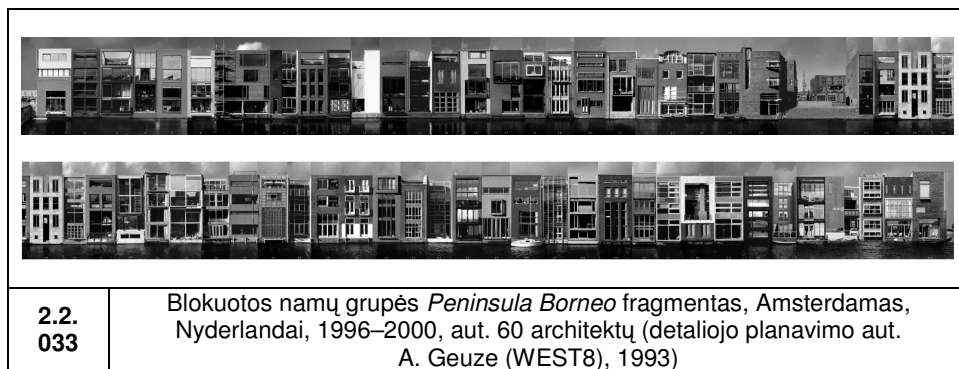 2.2.
033
Blokuotos namų grupės Peninsula Borneo fragmentas, Amsterdamas,
Nyderlandai, 1996–2000, aut. 60 architektų (detaliojo planavimo aut.
A. Geuze (WEST8), 1993)